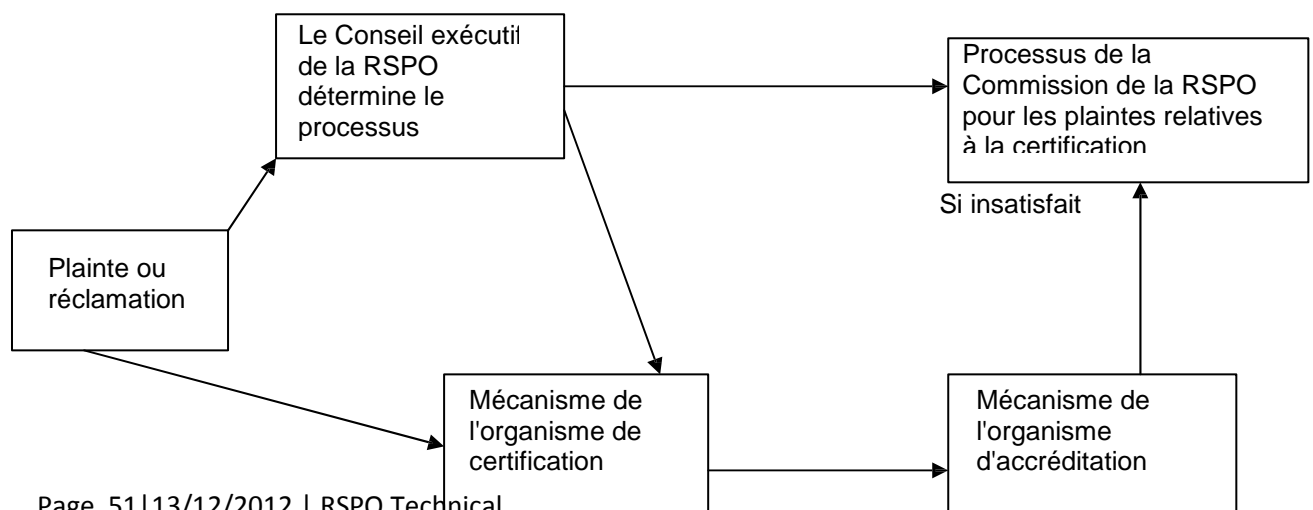 Le Conseil exécutif
de la RSPO
détermine le
processus
Processus de la
Commission de la RSPO
pour les plaintes relatives
à la certification
Si insatisfait
Plainte ou
réclamation
Mécanisme de
l'organisme de
certification
Mécanisme de
l'organisme
d'accréditation
Page 51|13/12/2012 | RSPO Technical